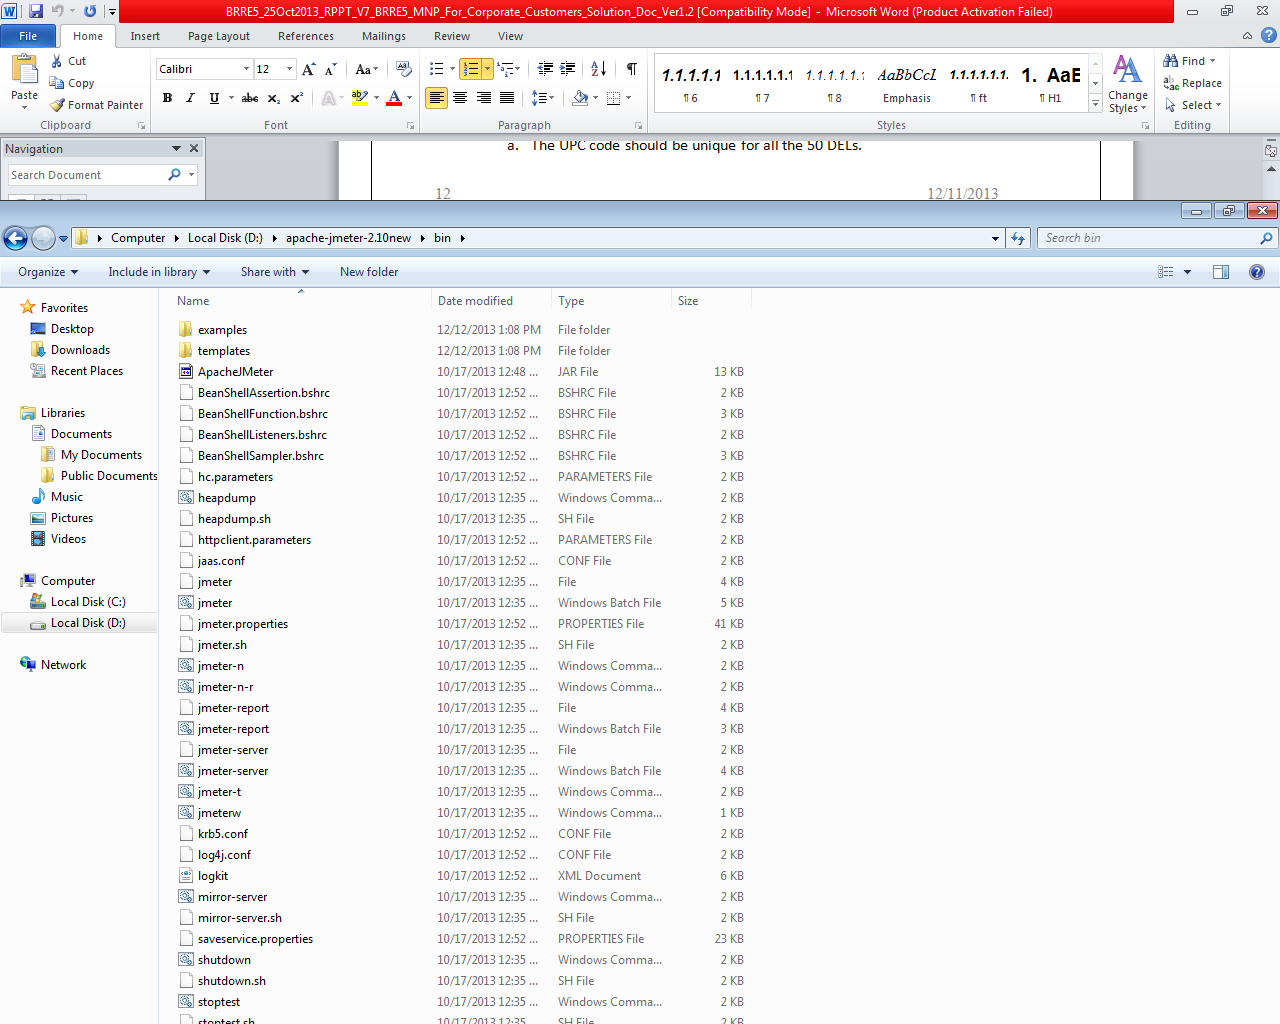 BRRE5_25Oct2013_RPPT_V7_BRRE5_MNP_For_Corporate_Customers_Solution_Doc_Ver1.2 [Compatibility Mode] - Microsoft Word (Product Activation Failed)
File Home Insert Page Layout References Mailings Review View
Paste
Cut
Copy
Format Painter
Clipboard
Calibri 12
B I U abc x₂ x²
Font
Paragraph
1.1.1.1.1 1.1.1.1.1.1 1.1.1.1.1.1 AaBbCcL 1.1.1.1.1.1. 1. AaE
¶ 6 ¶ 7 ¶ 8 Emphasis ¶ ft ¶ H1
Change Styles
Styles
Find
Replace
Select
Editing
Navigation
Search Document
a. The UPC code should be unique for all the 50 DELs.
12 12/11/2013
Computer Local Disk (D:) apache-jmeter-2.10new bin
Search bin
Organize Include in library Share with New folder
Favorites
Desktop
Downloads
Recent Places
Libraries
Documents
My Documents
Public Documents
Music
Pictures
Videos
Computer
Local Disk (C:)
Local Disk (D:)
Network
Name Date modified Type Size
examples 12/12/2013 1:08 PM File folder
templates 12/12/2013 1:08 PM File folder
ApacheJMeter 10/17/2013 12:48 ... JAR File 13 KB
BeanShellAssertion.bshrc 10/17/2013 12:52 ... BSHRC File 2 KB
BeanShellFunction.bshrc 10/17/2013 12:52 ... BSHRC File 3 KB
BeanShellListeners.bshrc 10/17/2013 12:52 ... BSHRC File 2 KB
BeanShellSampler.bshrc 10/17/2013 12:52 ... BSHRC File 3 KB
hc.parameters 10/17/2013 12:52 ... PARAMETERS File 2 KB
heapdump 10/17/2013 12:35 ... Windows Comma... 2 KB
heapdump.sh 10/17/2013 12:35 ... SH File 2 KB
httpclient.parameters 10/17/2013 12:52 ... PARAMETERS File 2 KB
jaas.conf 10/17/2013 12:52 ... CONF File 2 KB
jmeter 10/17/2013 12:35 ... File 4 KB
jmeter 10/17/2013 12:35 ... Windows Batch File 5 KB
jmeter.properties 10/17/2013 12:52 ... PROPERTIES File 41 KB
jmeter.sh 10/17/2013 12:35 ... SH File 2 KB
jmeter-n 10/17/2013 12:35 ... Windows Comma... 2 KB
jmeter-n-r 10/17/2013 12:35 ... Windows Comma... 2 KB
jmeter-report 10/17/2013 12:35 ... File 4 KB
jmeter-report 10/17/2013 12:35 ... Windows Batch File 3 KB
jmeter-server 10/17/2013 12:35 ... File 2 KB
jmeter-server 10/17/2013 12:35 ... Windows Batch File 4 KB
jmeter-t 10/17/2013 12:35 ... Windows Comma... 2 KB
jmeterw 10/17/2013 12:35 ... Windows Comma... 1 KB
krb5.conf 10/17/2013 12:52 ... CONF File 2 KB
log4j.conf 10/17/2013 12:52 ... CONF File 2 KB
logkit 10/17/2013 12:52 ... XML Document 6 KB
mirror-server 10/17/2013 12:35 ... Windows Comma... 2 KB
mirror-server.sh 10/17/2013 12:35 ... SH File 2 KB
saveservice.properties 10/17/2013 12:52 ... PROPERTIES File 23 KB
shutdown 10/17/2013 12:35 ... Windows Comma... 2 KB
shutdown.sh 10/17/2013 12:35 ... SH File 2 KB
stoptest 10/17/2013 12:35 ... Windows Comma... 2 KB
stoptest.sh 10/17/2013 12:35 ... SH File 2 KB